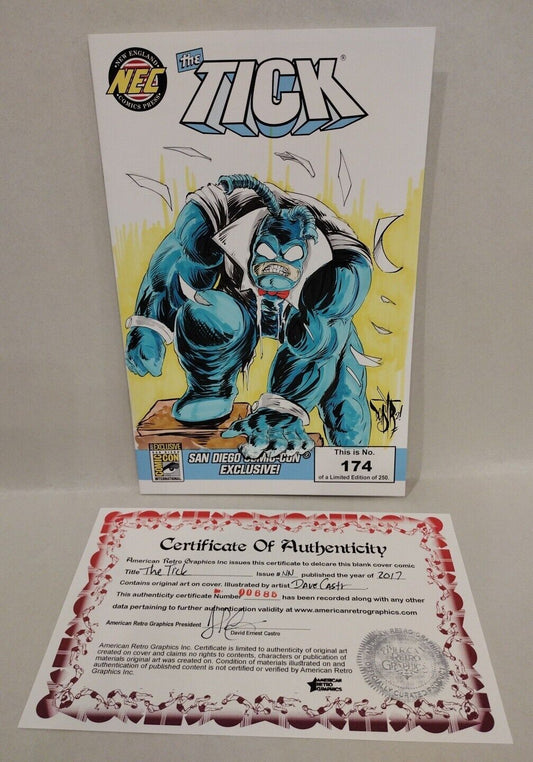 NEW ENGLAND
NEC
COMICS PRESS
the
TICK®
EXCLUSIVE
SAN DIEGO
COMIC CON
INTERNATIONAL
SAN DIEGO COMIC-CON®
EXCLUSIVE!
This is No.
174
of a Limited Edition of 250.
Certificate Of Authenticity
American Retro Graphics Inc issues this certificate to delcare this blank cover comic
Title The Tick Issue # NN published the year of 2017
Contains original art on cover. Illustrated by artist Dave Castr
This authenticity certificate Number 00685 has been recorded along with any other
data pertaining to further authentication validity at www.americanretrographics.com
American Retro Graphics President
David Ernest Castro
American Retro Graphics Inc. Certificate is limited to authenticity of original art
created on cover and claims no rights to contents, characters or publication of
materials original art was created on. Condition of materials illustrated on and
authentication of published content is not certified or verified by American Retro
Graphics Inc.
AMERICAN
RETRO
GRAPHICS